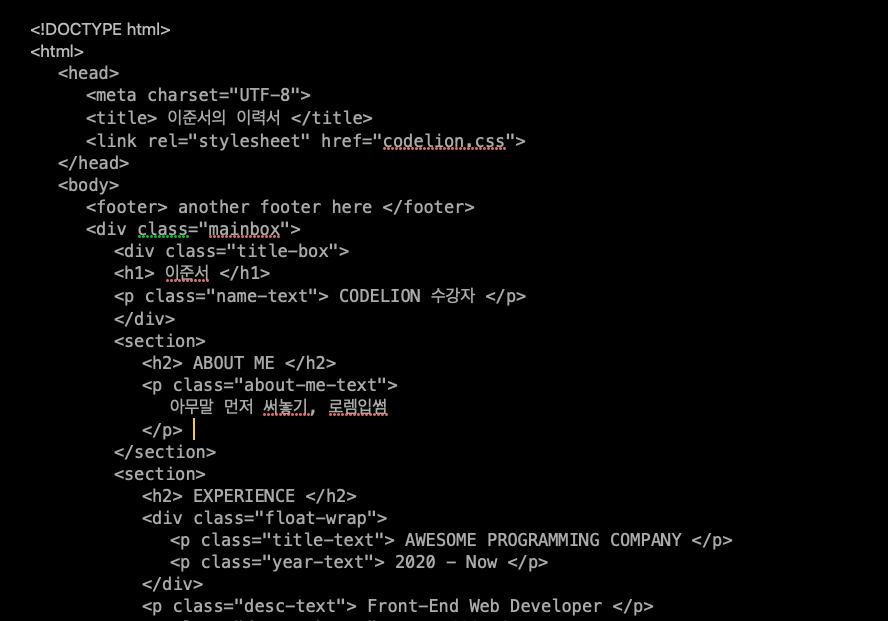 <!DOCTYPE html>
<html>
<head>
<meta charset="UTF-8">
<title> 이준서의 이력서 </title>
<link rel="stylesheet" href="codelion.css">
</head>
<body>
<footer> another footer here </footer>
<div class="mainbox">
<div class="title-box">
<h1> 이준서 </h1>
<p class="name-text"> CODELION 수강자 </p>
</div>
<section>
<h2> ABOUT ME </h2>
<p class="about-me-text">
아무말 먼저 써놓기, 로렘입썸
</p>
</section>
<section>
<h2> EXPERIENCE </h2>
<div class="float-wrap">
<p class="title-text"> AWESOME PROGRAMMING COMPANY </p>
<p class="year-text"> 2020 - Now </p>
</div>
<p class="desc-text"> Front-End Web Developer </p>